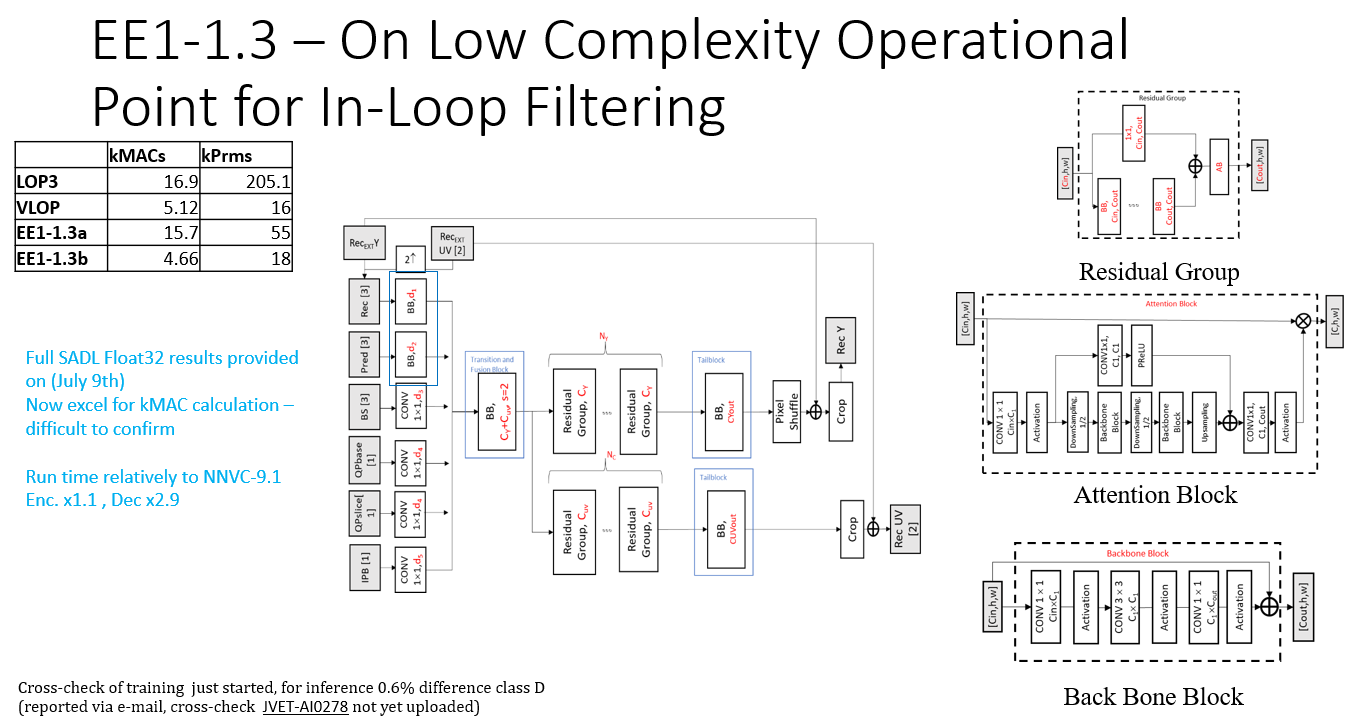 EE1-1.3 – On Low Complexity Operational
Point for In-Loop Filtering
kMACs kPrms
LOP3 16.9 205.1
VLOP 5.12 16
EE1-1.3a 15.7 55
EE1-1.3b 4.66 18
Full SADL Float32 results provided
on (July 9th)
Now excel for kMAC calculation –
difficult to confirm
Run time relatively to NNVC-9.1
Enc. x1.1 , Dec x2.9
RecEXTY
RecEXT
UV [2]
2↑
Rec [3]
BB,d1
Pred [3]
BB,d2
BS [3]
CONV
1×1,d3
QPbase
[1]
CONV
1×1,d4
QPslice[
1]
CONV
1×1,d4
IPB [1]
CONV
1×1,d5
Transition and
Fusion Block
BB,
CY+CUV, s=2
NY
Residual
Group, CY
Residual
Group, CY
Tailblock
BB,
CYout
Pixel
Shuffle
Crop
Rec Y
NC
Residual
Group, CUV
Residual
Group, CUV
Tailblock
BB,
CUVout
Crop
Rec UV
[2]
Residual Group
[Cin,h,w]
1x1,
Cin, Cout
BB,
Cin, Cout
BB
Cout, Cout
AB
[Cout,h,w]
Residual Group
Attention Block
[Cin,h,w]
CONV 1 × 1
Cin×C1
Activation
CONV1x1,
C1, C1
PReLU
DownSampling,
1/2
Backbone
Block
DownSampling,
1/2
Backbone
Block
Upsampling
CONV1x1,
C1, Cout
Activation
[C,h,w]
Attention Block
Backbone Block
[Cin,h,w]
CONV 1 × 1
Cin×C1
Activation
CONV 3 × 3
C1× C1
Activation
CONV 1 × 1
C1×Cout
Activation
[Cout,h,w]
Back Bone Block
Cross-check of training just started, for inference 0.6% difference class D
(reported via e-mail, cross-check JVET-AI0278 not yet uploaded)